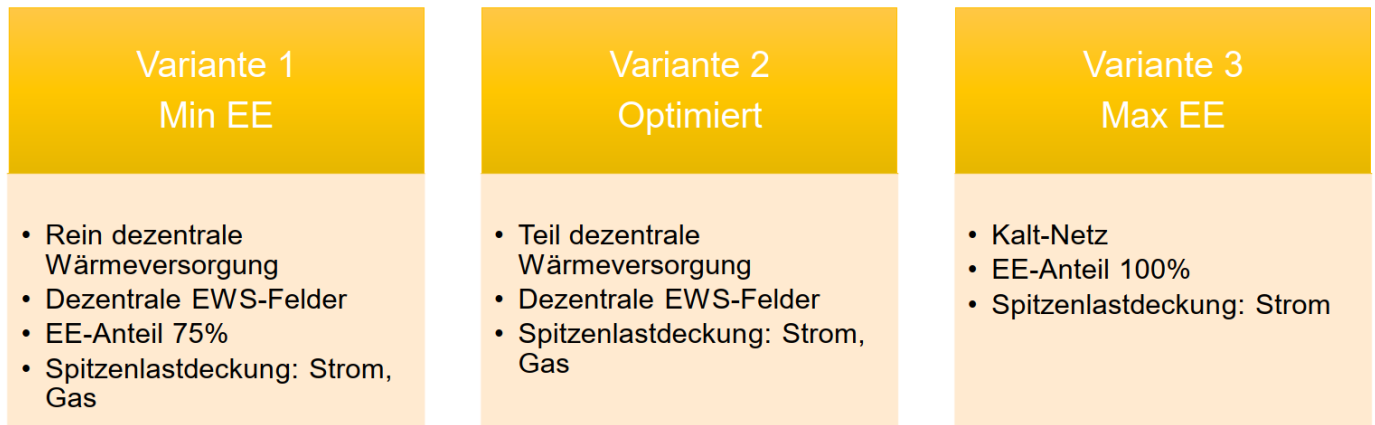 Variante 1
Min EE
• Rein dezentrale
Wärmeversorgung
• Dezentrale EWS-Felder
• EE-Anteil 75%
• Spitzenlastdeckung: Strom,
Gas
Variante 2
Optimiert
• Teil dezentrale
Wärmeversorgung
• Dezentrale EWS-Felder
• Spitzenlastdeckung: Strom,
Gas
Variante 3
Max EE
• Kalt-Netz
• EE-Anteil 100%
• Spitzenlastdeckung: Strom